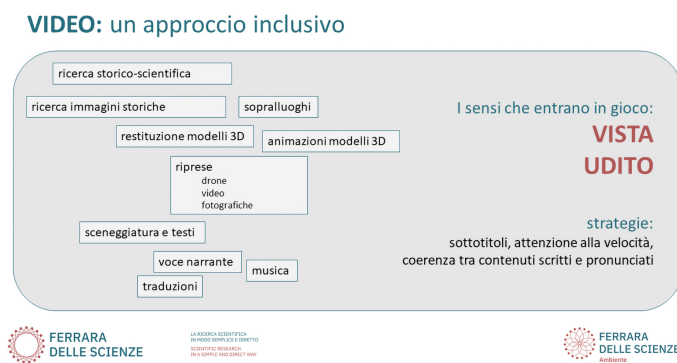 VIDEO: un approccio inclusivo
ricerca storico-scientifica
ricerca immagini storiche
sopralluoghi
restituzione modelli 3D
animazioni modelli 3D
riprese
drone
video
fotografiche
sceneggiatura e testi
voce narrante
musica
traduzioni
I sensi che entrano in gioco:
VISTA
UDITO
strategie:
sottotitoli, attenzione alla velocità,
coerenza tra contenuti scritti e pronunciati
FERRARA
DELLE SCIENZE
LA RICERCA SCIENTIFICA
IN MODO SEMPLICE E DIRETTO
SCIENTIFIC RESEARCH
IN A SIMPLE AND DIRECT WAY
FERRARA
DELLE SCIENZE
Ambiente